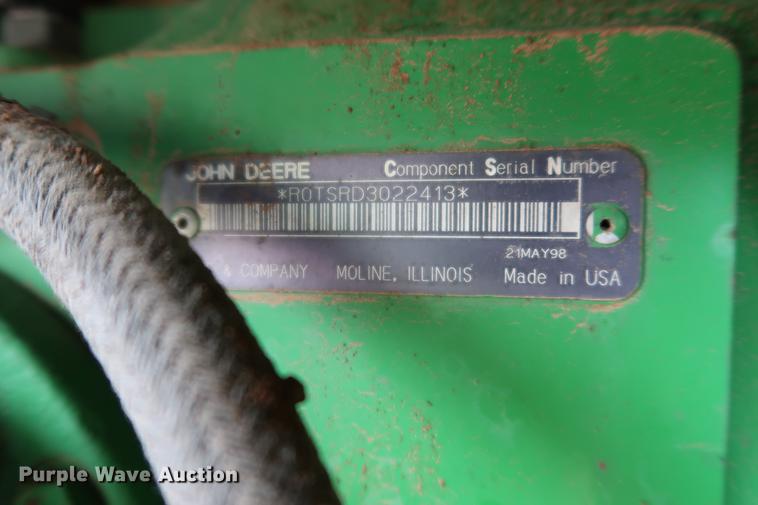 JOHN DEERE Component Serial Number
*R0TSRD3022413*
21MAY98
& COMPANY MOLINE, ILLINOIS Made in USA
Purple Wave Auction